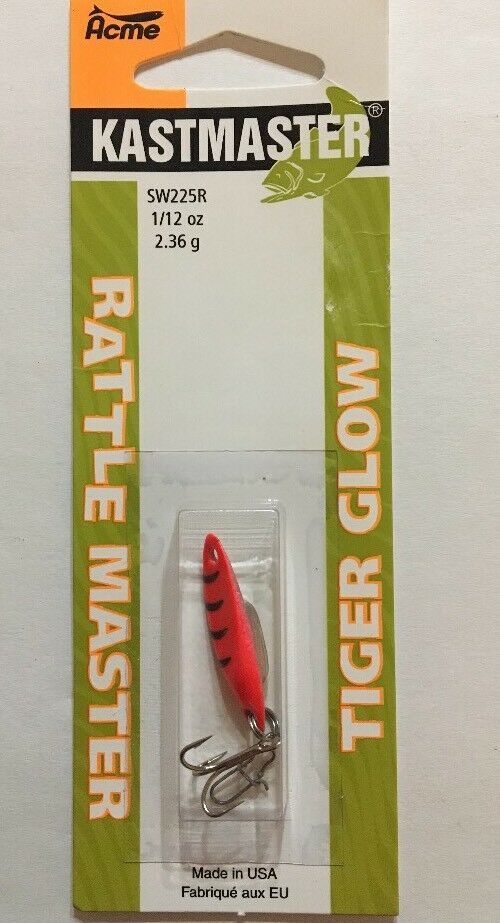 Acme
KASTMASTER®
SW225R
1/12 oz
2.36 g
RATTLE MASTER
TIGER GLOW
Made in USA
Fabriqué aux EU